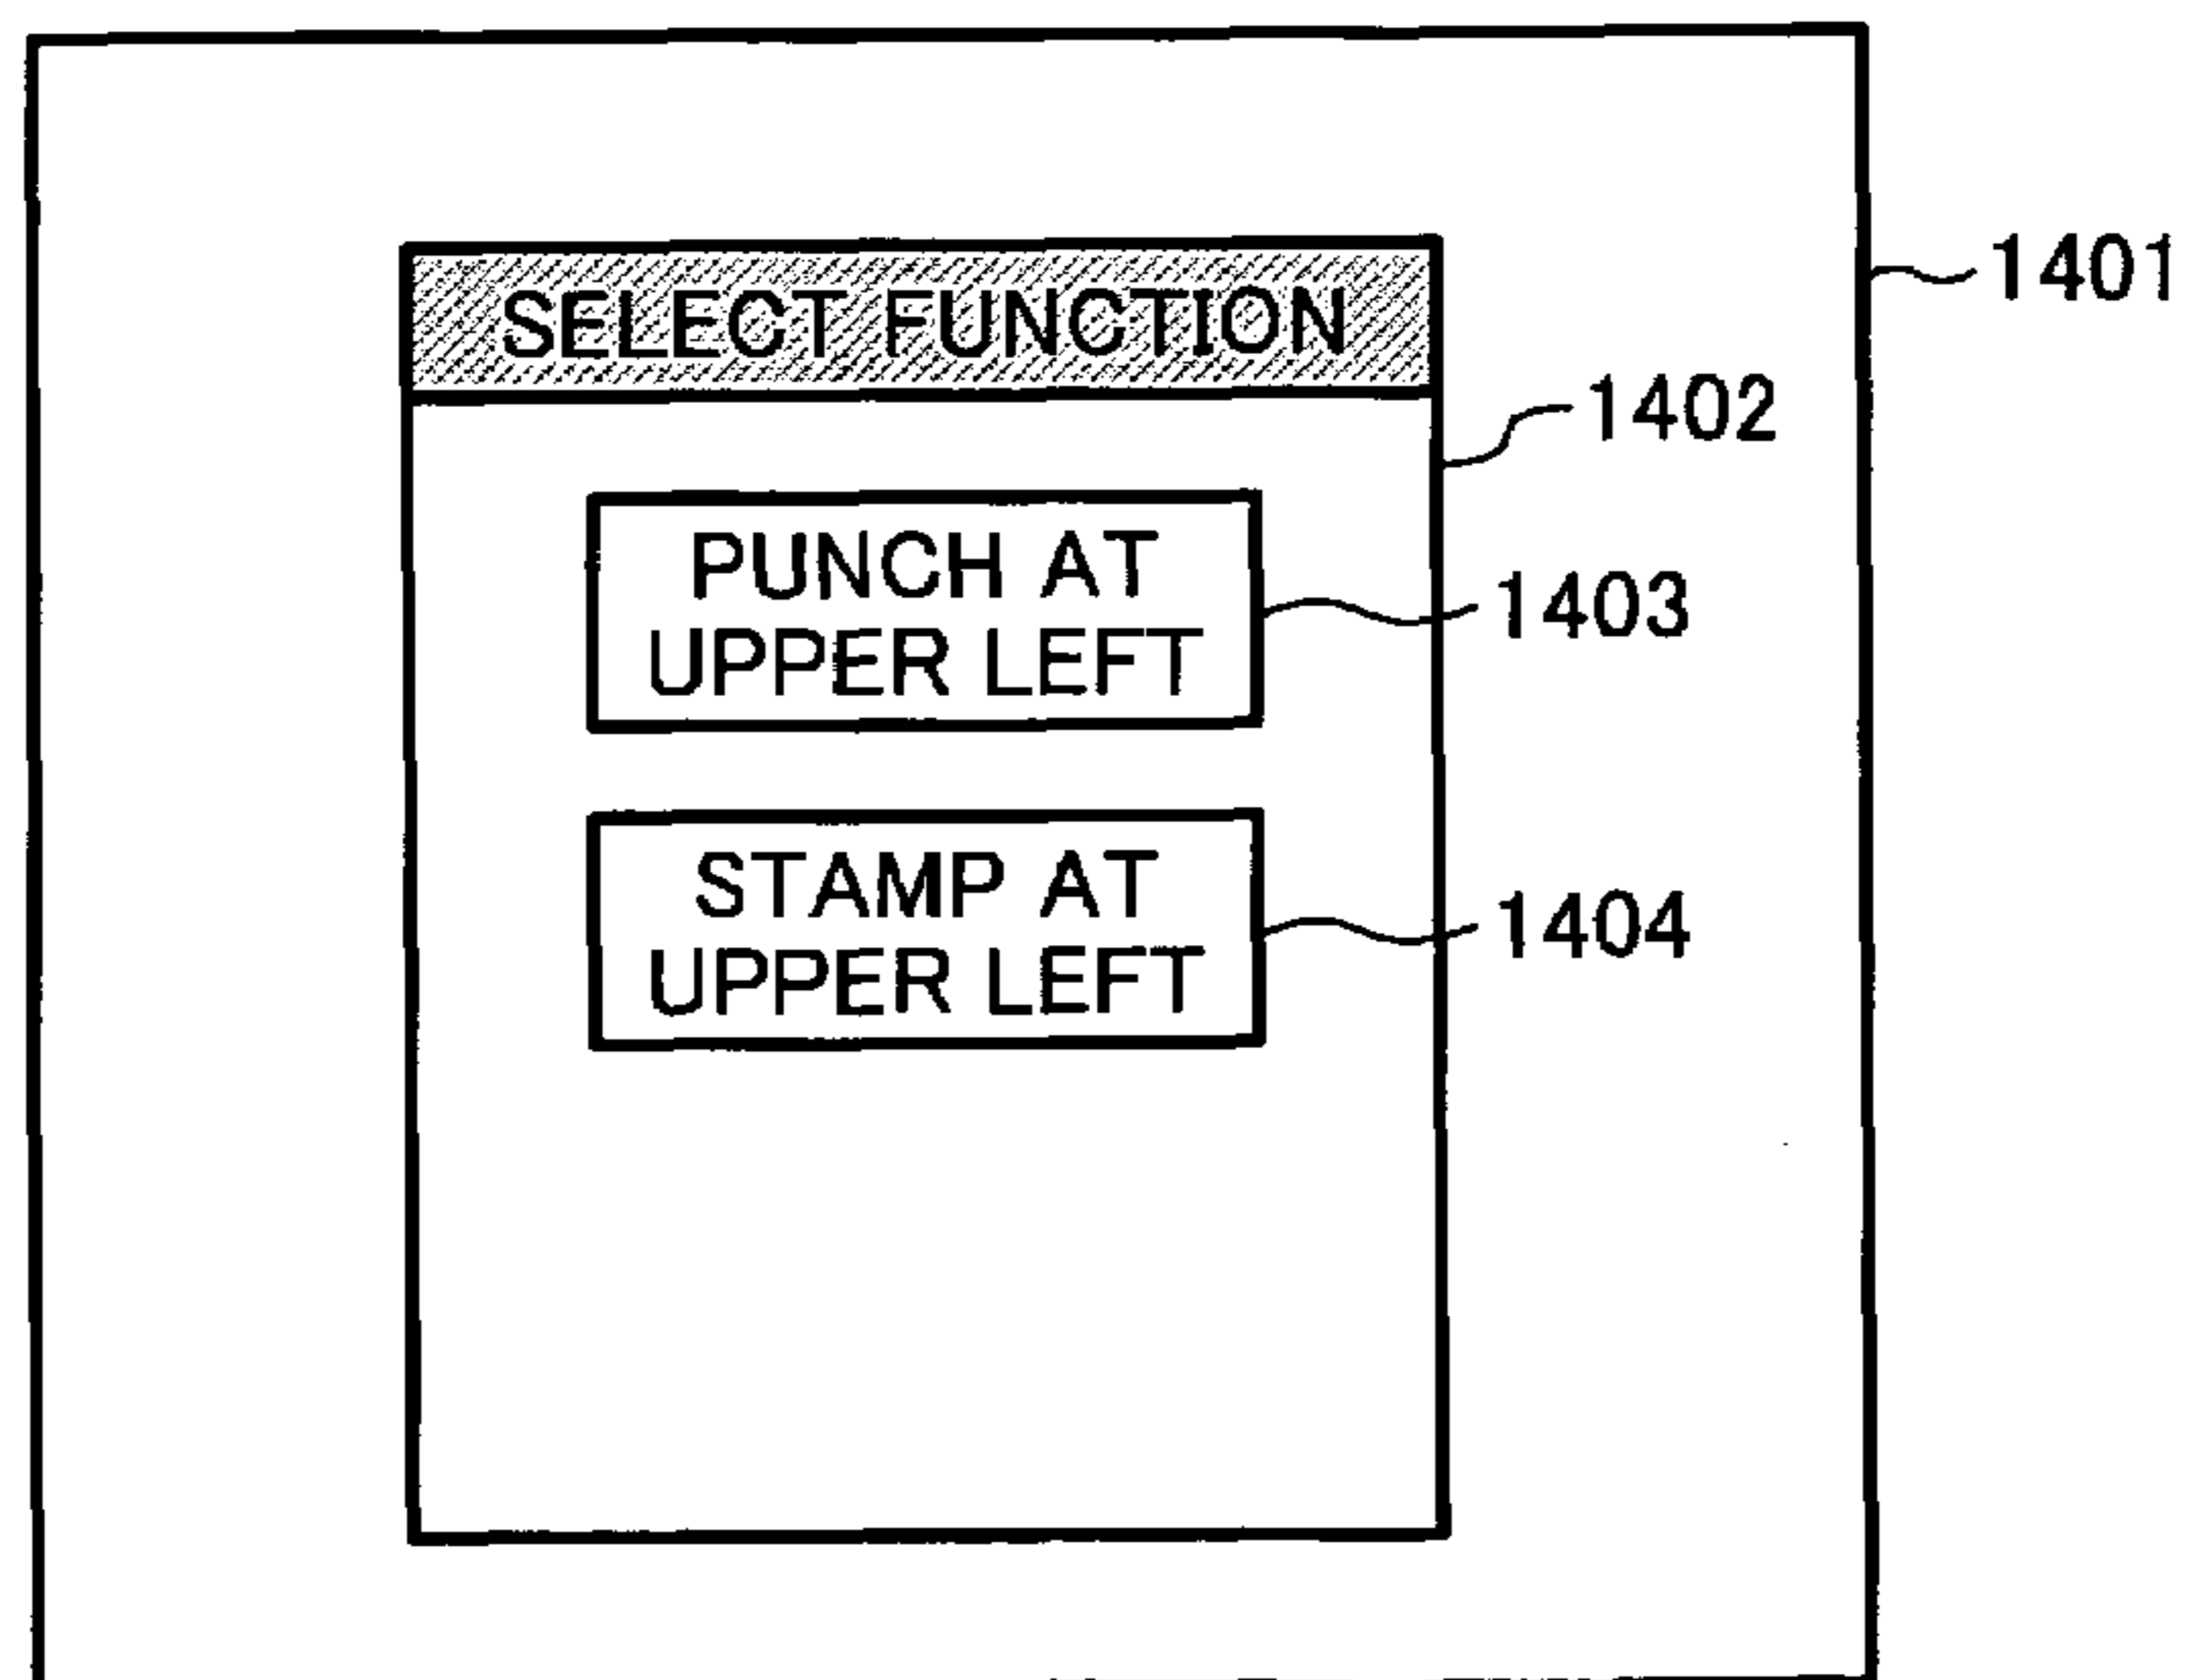 1401
SELECT FUNCTION
1402
PUNCH AT
UPPER LEFT
1403
STAMP AT
UPPER LEFT
1404